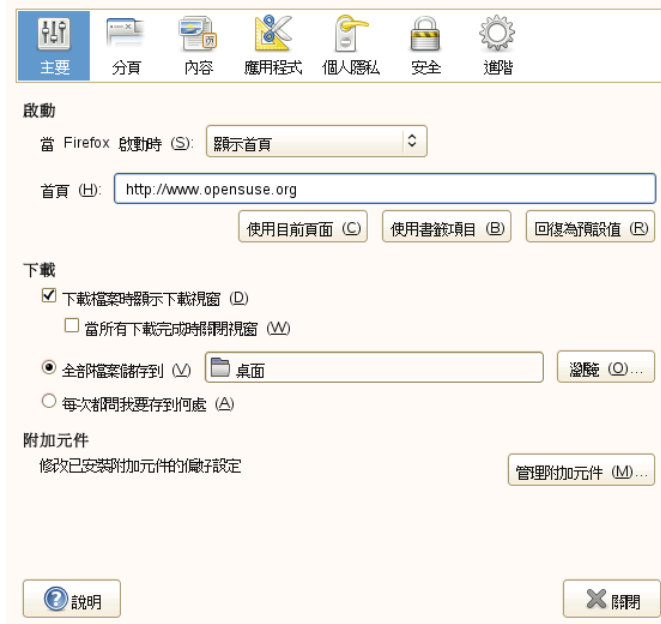 主要 分頁 內容 應用程式 個人隱私 安全 進階
啟動
當 Firefox 啟動時 (S): 顯示首頁
首頁 (H): http://www.opensuse.org
使用目前頁面 (C) 使用書籤項目 (B) 回復為預設值 (R)
下載
下載檔案時顯示下載視窗 (D)
當所有下載完成時關閉視窗 (W)
全部檔案儲存到 (V) 桌面 瀏覽 (O)...
每次都問我要存到何處 (A)
附加元件
修改已安裝附加元件的偏好設定
管理附加元件 (M)...
說明 關閉